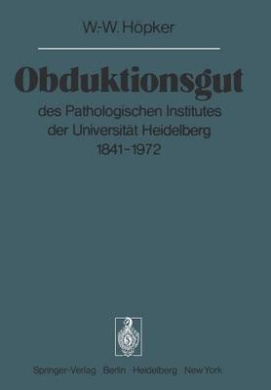 W.-W. Höpker
Obduktionsgut
des Pathologischen Institutes
der Universität Heidelberg
1841-1972
Springer-Verlag Berlin Heidelberg New York